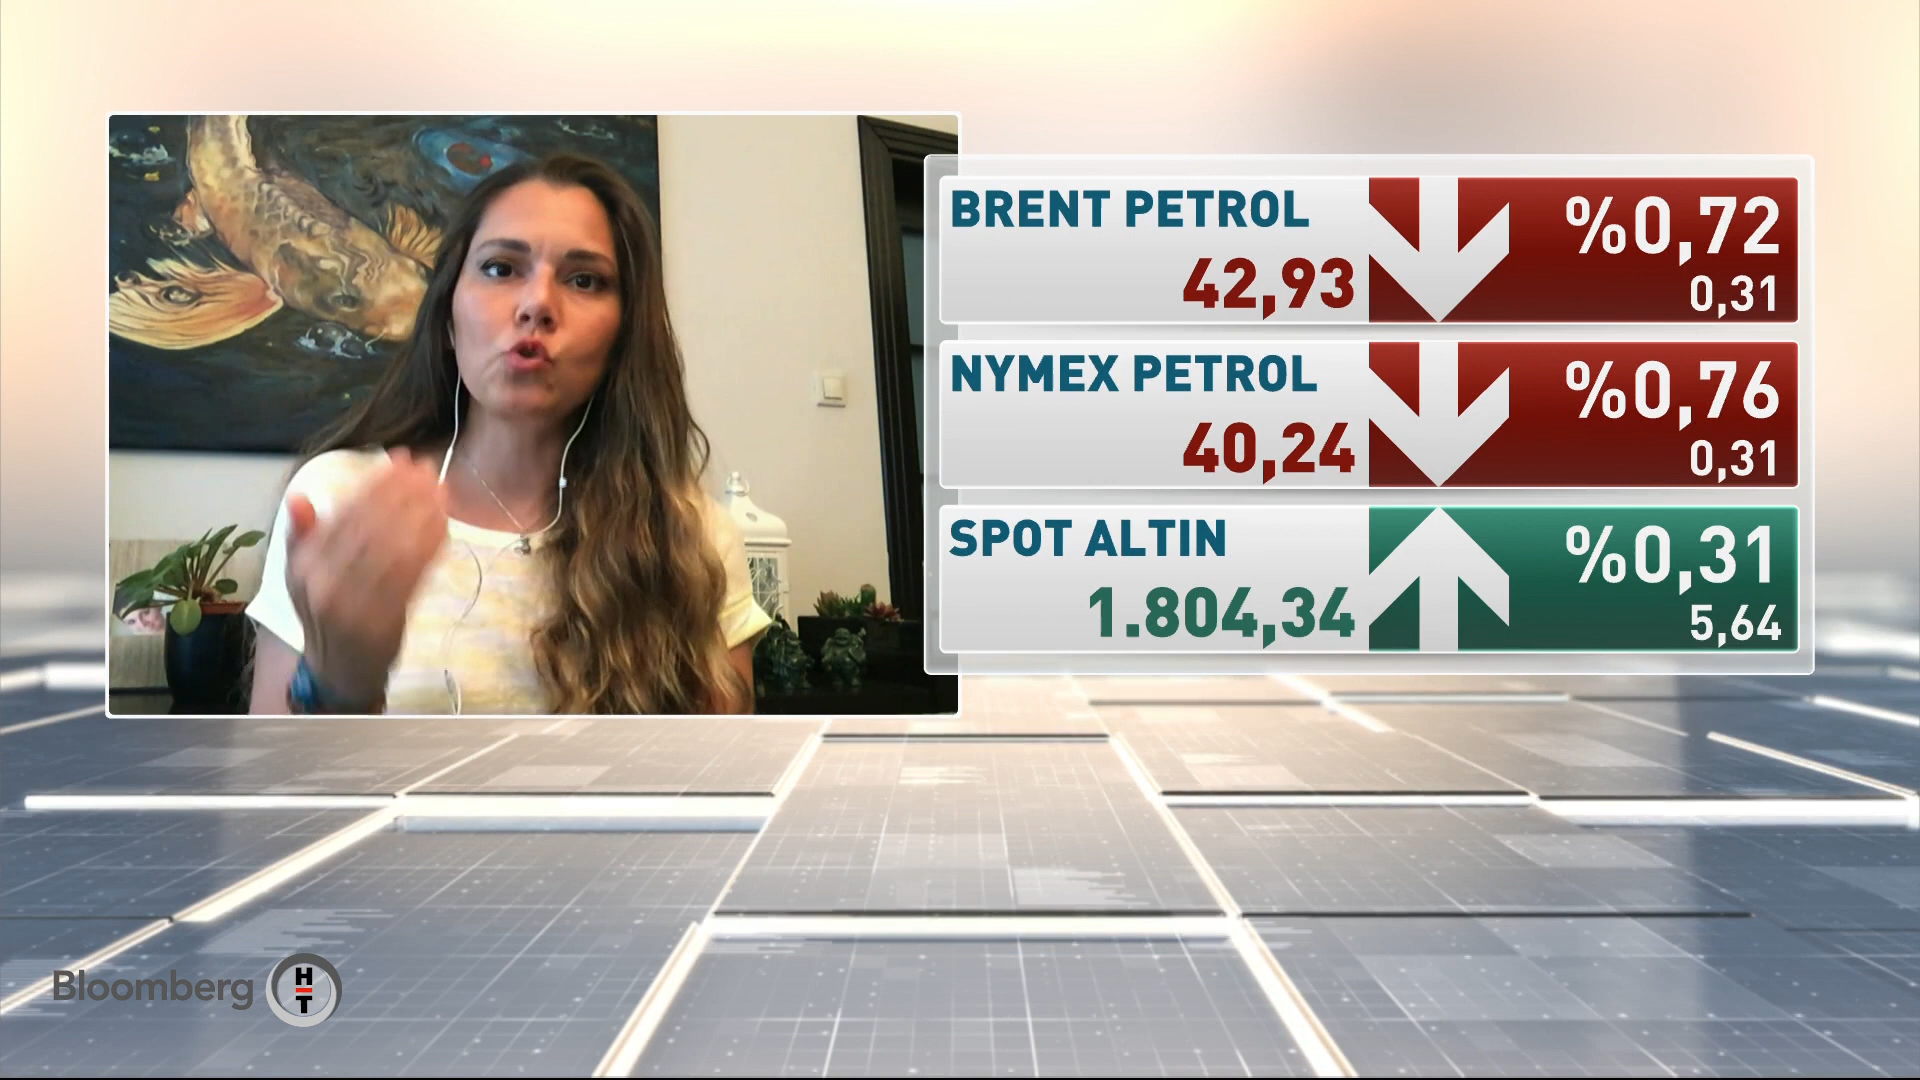 BRENT PETROL
42,93
%0,72
0,31
NYMEX PETROL
40,24
%0,76
0,31
SPOT ALTIN
1.804,34
%0,31
5,64
Bloomberg HT